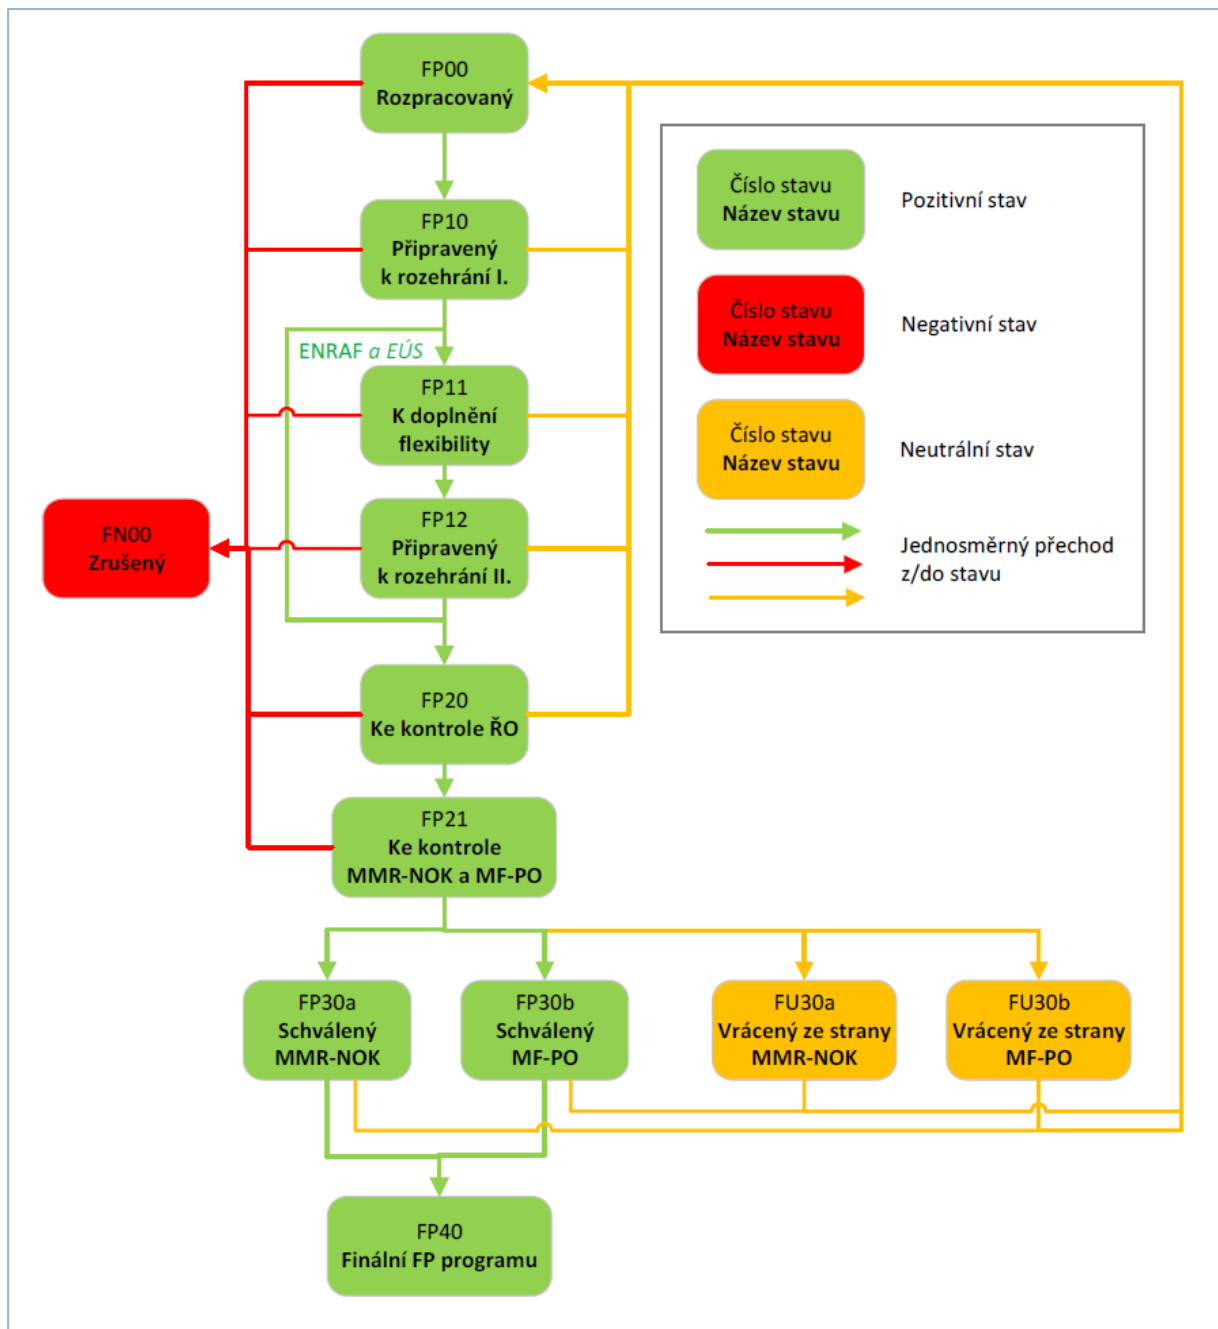 FP00
Rozpracovaný
FP10
Připravený
k rozehrání I.
ENRAF a EÚS
FP11
K doplnění
flexibility
FP12
Připravený
k rozehrání II.
FN00
Zrušený
FP20
Ke kontrole ŘO
FP21
Ke kontrole
MMR-NOK a MF-PO
FP30a
Schválený
MMR-NOK
FP30b
Schválený
MF-PO
FU30a
Vrácený ze strany
MMR-NOK
FU30b
Vrácený ze strany
MF-PO
FP40
Finální FP programu
Číslo stavu
Název stavu
Pozitivní stav
Číslo stavu
Název stavu
Negativní stav
Číslo stavu
Název stavu
Neutrální stav
Jednosměrný přechod
z/do stavu